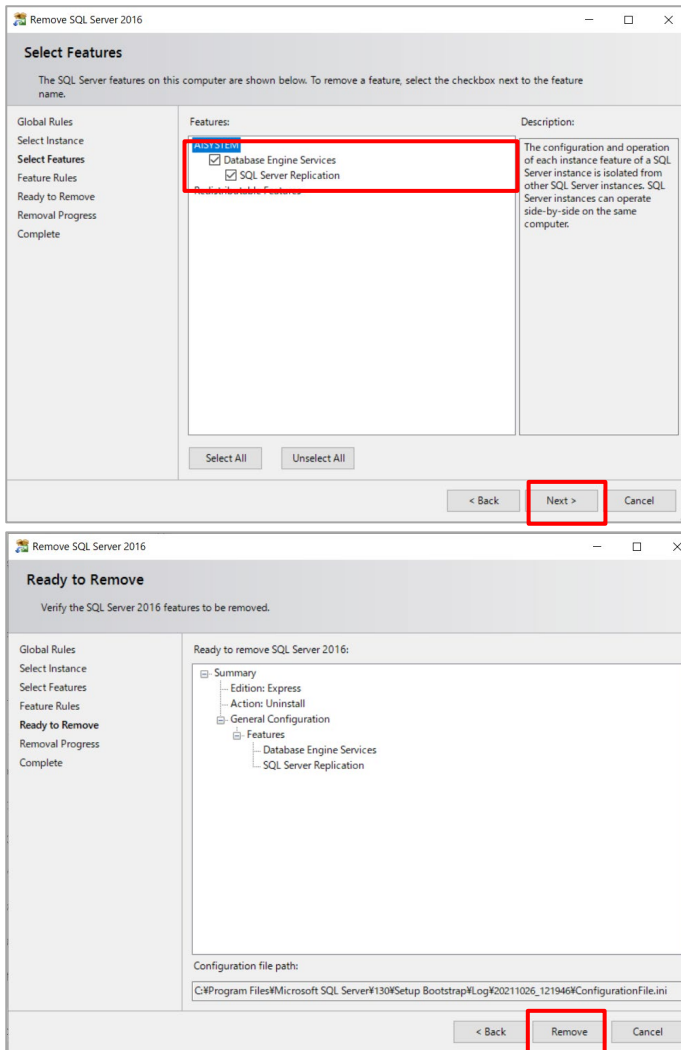 Remove SQL Server 2016
Select Features
The SQL Server features on this computer are shown below. To remove a feature, select the checkbox next to the feature
name.
Global Rules
Select Instance
Select Features
Feature Rules
Ready to Remove
Removal Progress
Complete
Features:
AISYSTEM
Database Engine Services
SQL Server Replication
Redistributable Features
Description:
The configuration and operation
of each instance feature of a SQL
Server instance is isolated from
other SQL Server instances. SQL
Server instances can operate
side-by-side on the same
computer.
Select All
Unselect All
< Back
Next >
Cancel
Remove SQL Server 2016
Ready to Remove
Verify the SQL Server 2016 features to be removed.
Global Rules
Select Instance
Select Features
Feature Rules
Ready to Remove
Removal Progress
Complete
Ready to remove SQL Server 2016:
Summary
Edition: Express
Action: Uninstall
General Configuration
Features
Database Engine Services
SQL Server Replication
Configuration file path:
C:¥Program Files¥Microsoft SQL Server¥130¥Setup Bootstrap¥Log¥20211026_121946¥ConfigurationFile.ini
< Back
Remove
Cancel